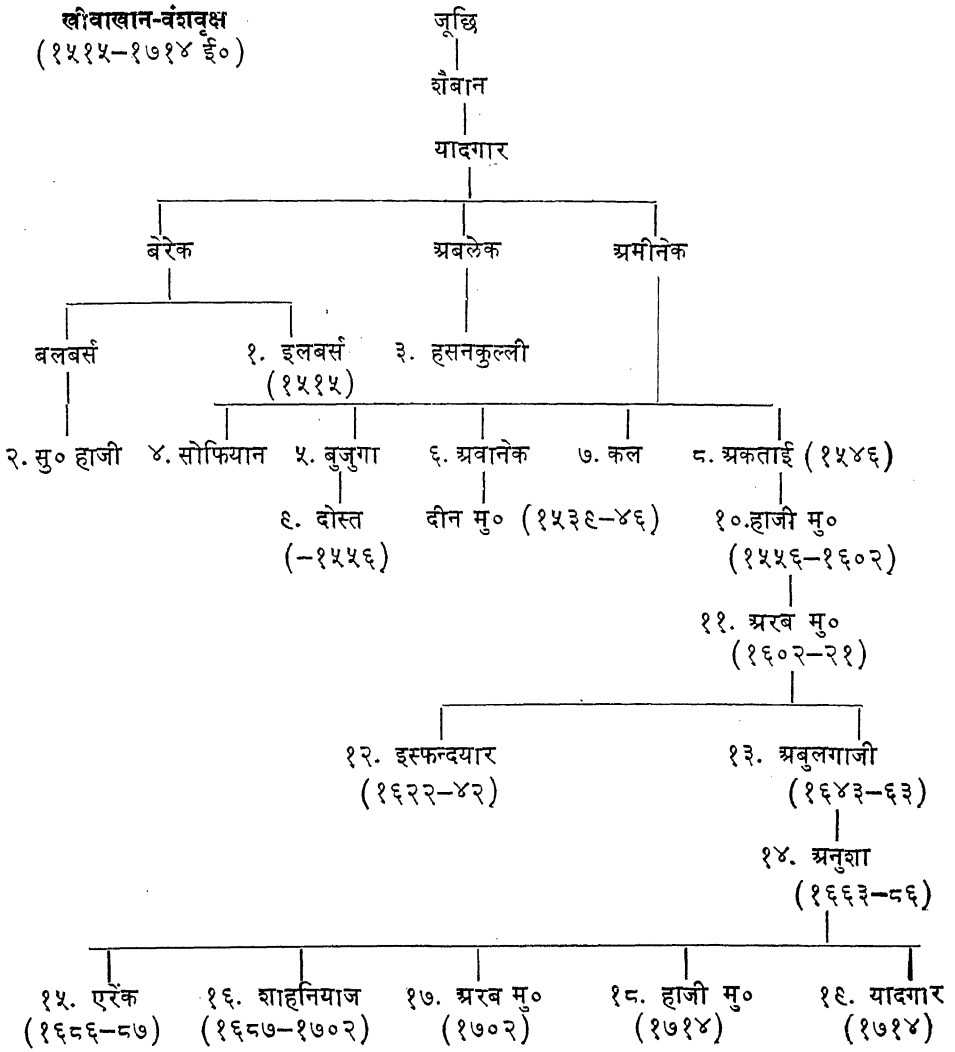 खीवाखान-वंशवृक्ष
(१५१५–१७१४ ई०)
जूछि
शैबान
यादगार
बेरेक अबलेक अमीनेक
बलबर्स १. इलबर्स ३. हसनकुल्ली
(१५१५)
२. मु० हाजी ४. सोफियान ५. बुजुगा ६. अवानेक ७. कल ८. अकताई (१५४६)
९. दोस्त दीन मु० (१५३९–४६) १०.हाजी मु०
(–१५५६) (१५५६–१६०२)
११. अरब मु०
(१६०२–२१)
१२. इस्फन्दयार १३. अबुलगाजी
(१६२२–४२) (१६४३–६३)
१४. अनुशा
(१६६३–८६)
१५. एरेंक १६. शाहनियाज १७. अरब मु० १८. हाजी मु० १९. यादगार
(१६८६–८७) (१६८७–१७०२) (१७०२) (१७१४) (१७१४)